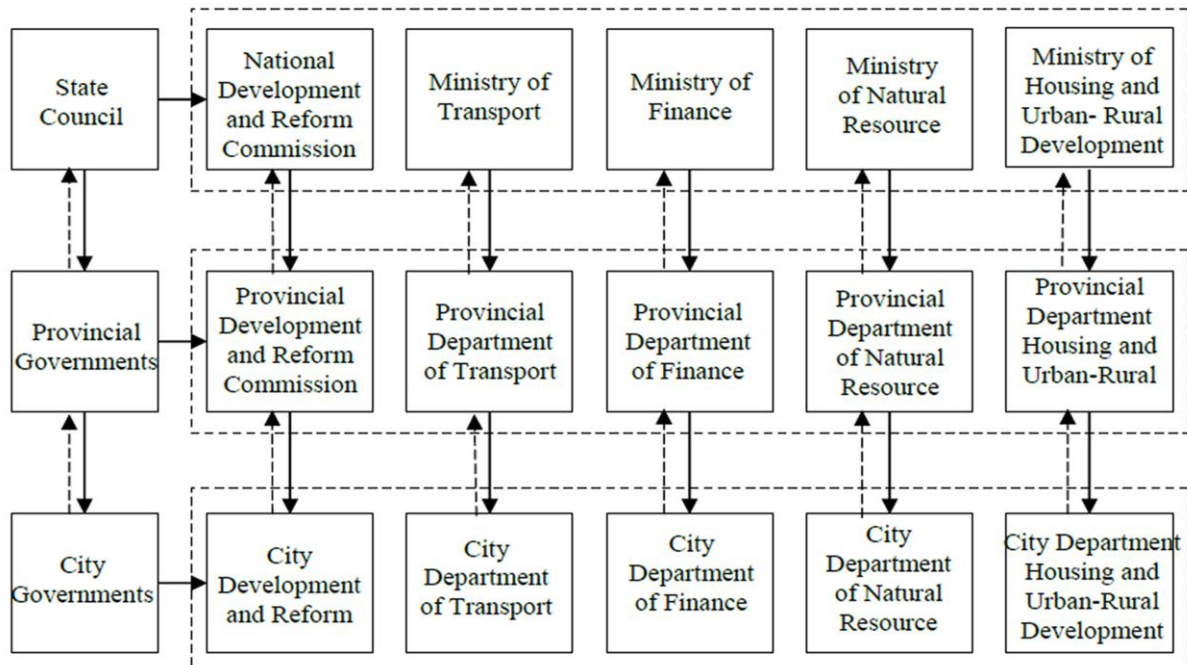 State
Council
National
Development
and Reform
Commission
Ministry of
Transport
Ministry of
Finance
Ministry
of Natural
Resource
Ministry of
Housing and
Urban- Rural
Development
Provincial
Governments
Provincial
Development
and Reform
Commission
Provincial
Department
of Transport
Provincial
Department
of Finance
Provincial
Department
of Natural
Resource
Provincial
Department
Housing and
Urban-Rural
City
Governments
City
Development
and Reform
City
Department
of Transport
City
Department
of Finance
City
Department
of Natural
Resource
City Department
Housing and
Urban-Rural
Development